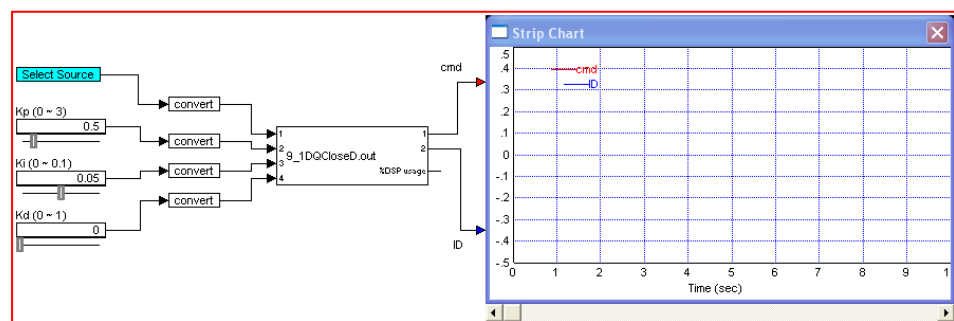 Select Source
Kp (0 ~ 3)
0.5
Ki (0 ~ 0.1)
0.05
Kd (0 ~ 1)
0
convert
convert
convert
convert
1
2
3
4
9_1DQCloseD.out
1
2
%DSP usage
cmd
ID
Strip Chart
cmd
ID
.5
.4
.3
.2
.1
0
-.1
-.2
-.3
-.4
-.5
0 1 2 3 4 5 6 7 8 9 1
Time (sec)